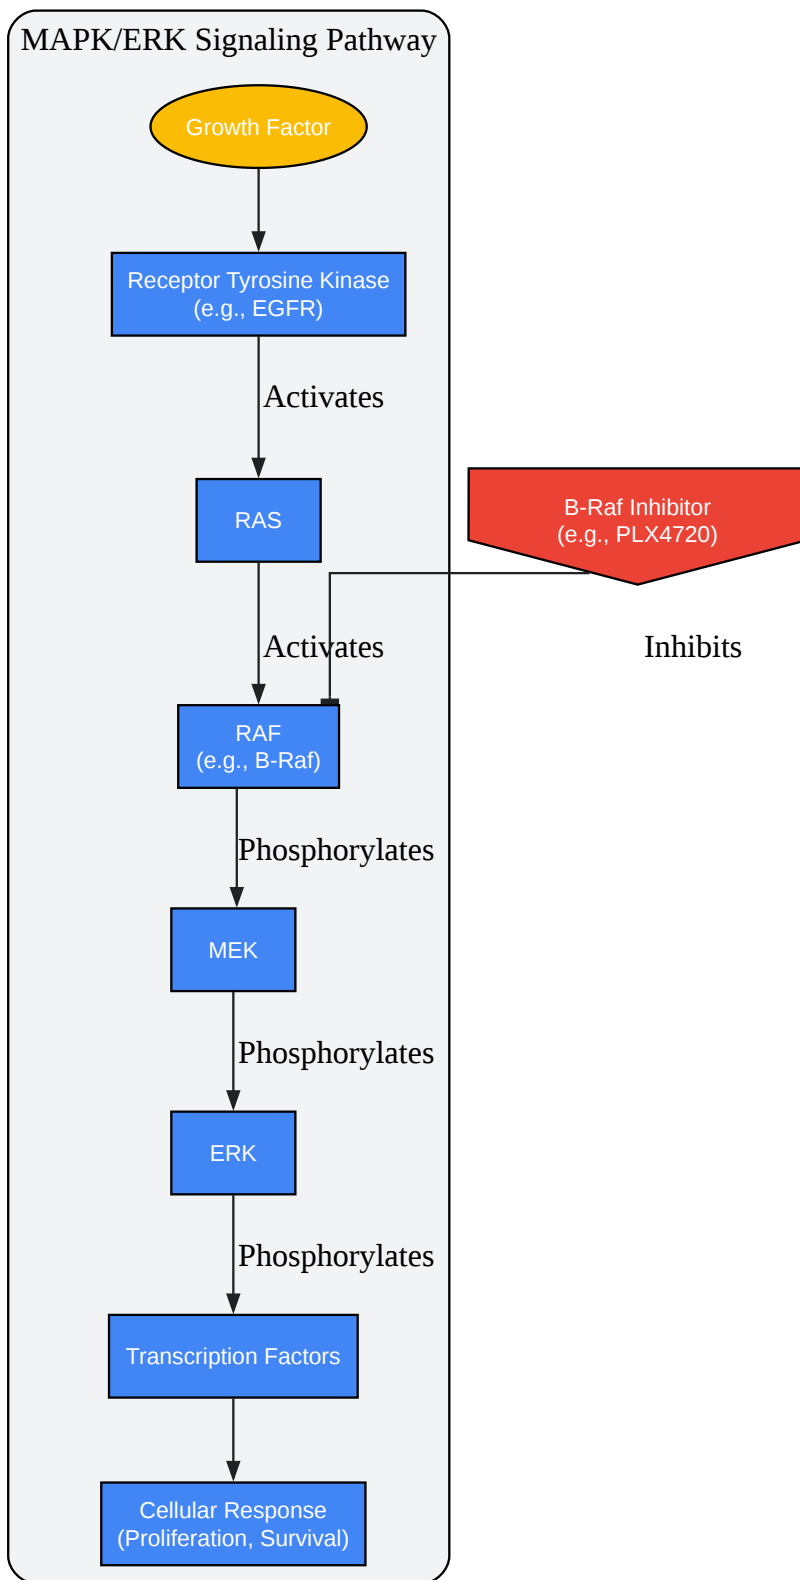 MAPK/ERK Signaling Pathway
Growth Factor
Receptor Tyrosine Kinase
(e.g., EGFR)
Activates
RAS
B-Raf Inhibitor
(e.g., PLX4720)
Activates
Inhibits
RAF
(e.g., B-Raf)
Phosphorylates
MEK
Phosphorylates
ERK
Phosphorylates
Transcription Factors
Cellular Response
(Proliferation, Survival)